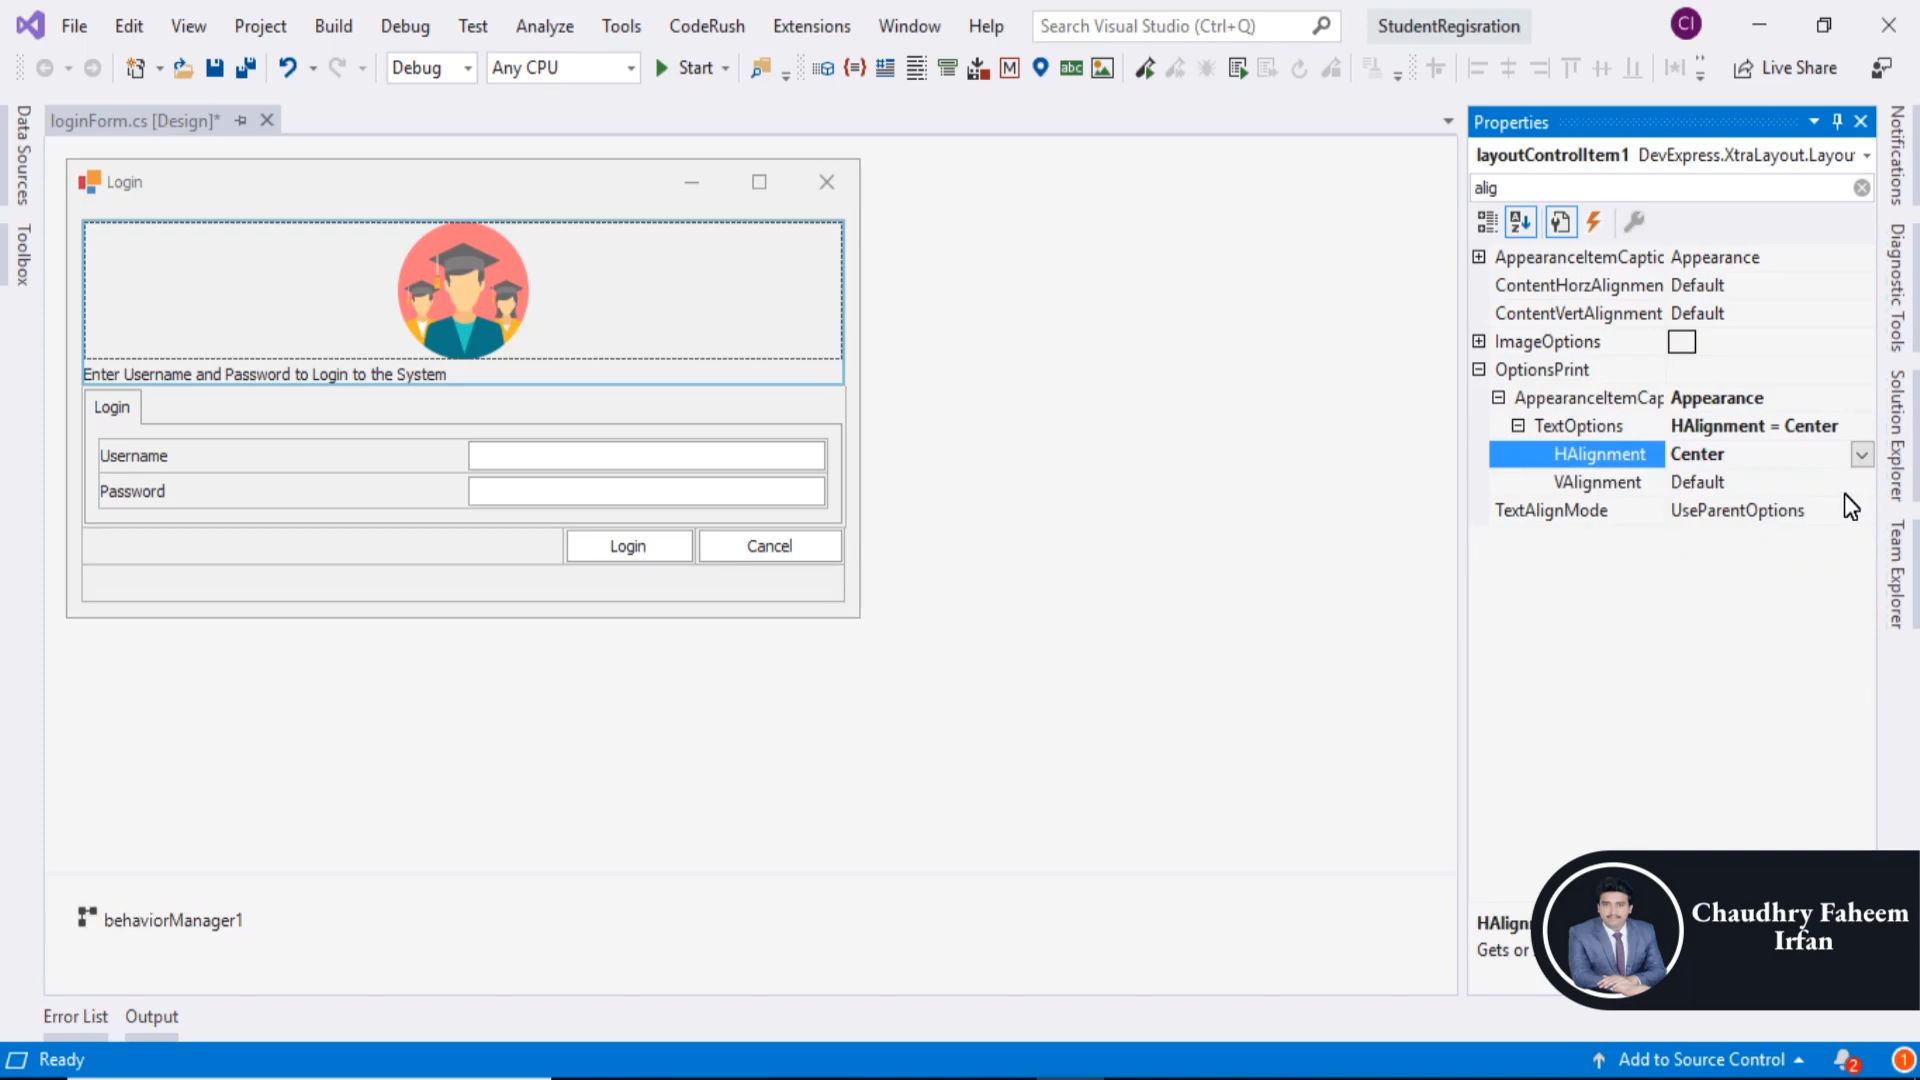 File Edit View Project Build Debug Test Analyze Tools CodeRush Extensions Window Help Search Visual Studio (Ctrl+Q) StudentRegisration CI
Debug Any CPU Start M abc Live Share
loginForm.cs [Design]*
Data Sources
Toolbox
Login
Enter Username and Password to Login to the System
Login
Username
Password
Login Cancel
behaviorManager1
Properties
layoutControlItem1 DevExpress.XtraLayout.Layou
alig
AppearanceItemCaptic Appearance
ContentHorzAlignmen Default
ContentVertAlignment Default
ImageOptions
OptionsPrint
AppearanceItemCap Appearance
TextOptions HAlignment = Center
HAlignment Center
VAlignment Default
TextAlignMode UseParentOptions
HAlign
Gets or
Chaudhry Faheem
Irfan
Notifications
Diagnostic Tools
Solution Explorer
Team Explorer
Error List Output
Ready Add to Source Control 2 1